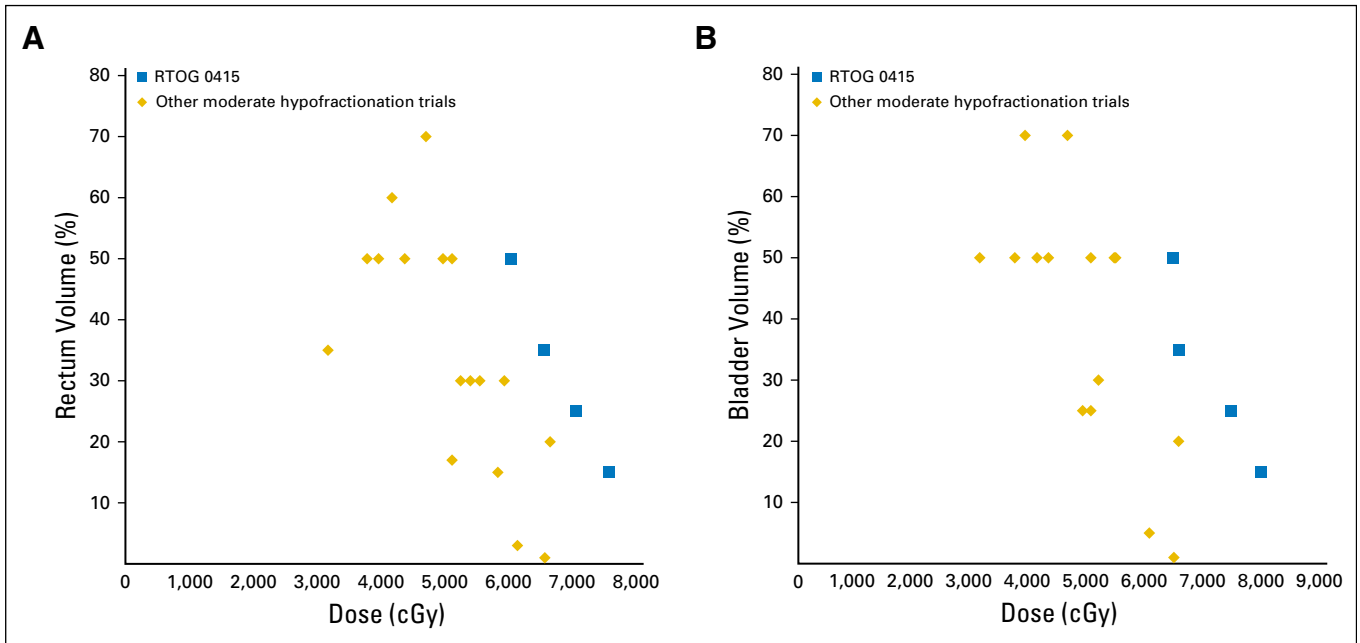 A
B
RTOG 0415
Other moderate hypofractionation trials
80
70
60
50
40
30
20
10
Rectum Volume (%)
0 1,000 2,000 3,000 4,000 5,000 6,000 7,000 8,000
Dose (cGy)
RTOG 0415
Other moderate hypofractionation trials
80
70
60
50
40
30
20
10
Bladder Volume (%)
0 1,000 2,000 3,000 4,000 5,000 6,000 7,000 8,000 9,000
Dose (cGy)